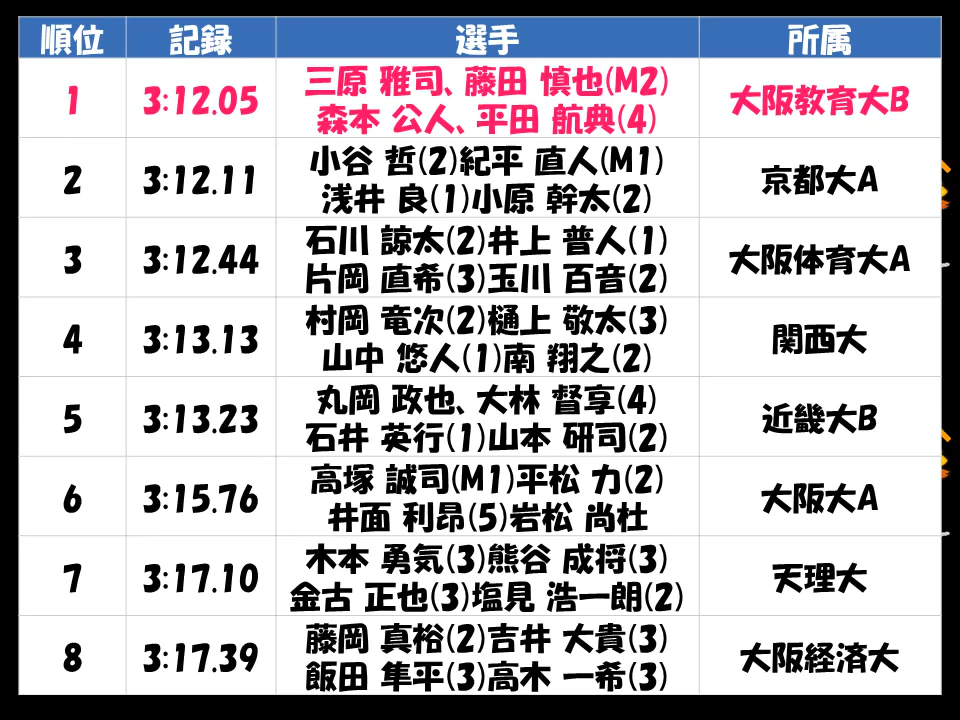 順位 記録 選手 所属
1 3:12.05 三原 雅司、藤田 慎也(M2) 大阪教育大B
森本 公人、平田 航典(4)
2 3:12.11 小谷 哲(2)紀平 直人(M1) 京都大A
浅井 良(1)小原 幹太(2)
3 3:12.44 石川 諒太(2)井上 普人(1) 大阪体育大A
片岡 直希(3)玉川 百音(2)
4 3:13.13 村岡 竜次(2)樋上 敬太(3) 関西大
山中 悠人(1)南 翔之(2)
5 3:13.23 丸岡 政也、大林 督享(4) 近畿大B
石井 英行(1)山本 研司(2)
6 3:15.76 高塚 誠司(M1)平松 力(2) 大阪大A
井面 利昂(5)岩松 尚杜
7 3:17.10 木本 勇気(3)熊谷 成将(3) 天理大
金古 正也(3)塩見 浩一朗(2)
8 3:17.39 藤岡 真裕(2)吉井 大貴(3) 大阪経済大
飯田 隼平(3)高木 一希(3)